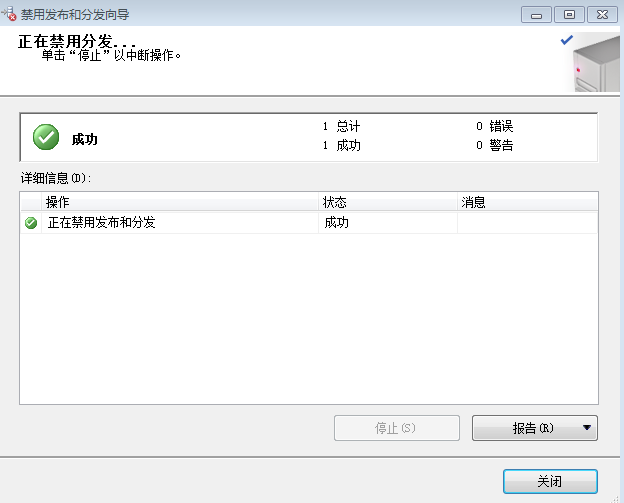 禁用发布和分发向导
正在禁用分发...
单击“停止”以中断操作。
成功
1 总计 0 错误
1 成功 0 警告
详细信息(D):
操作 状态 消息
正在禁用发布和分发 成功
停止(S) 报告(R)
关闭